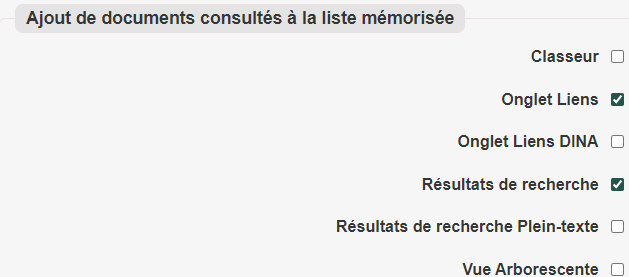 Ajout de documents consultés à la liste mémorisée
Classeur
Onglet Liens
Onglet Liens DINA
Résultats de recherche
Résultats de recherche Plein-texte
Vue Arborescente